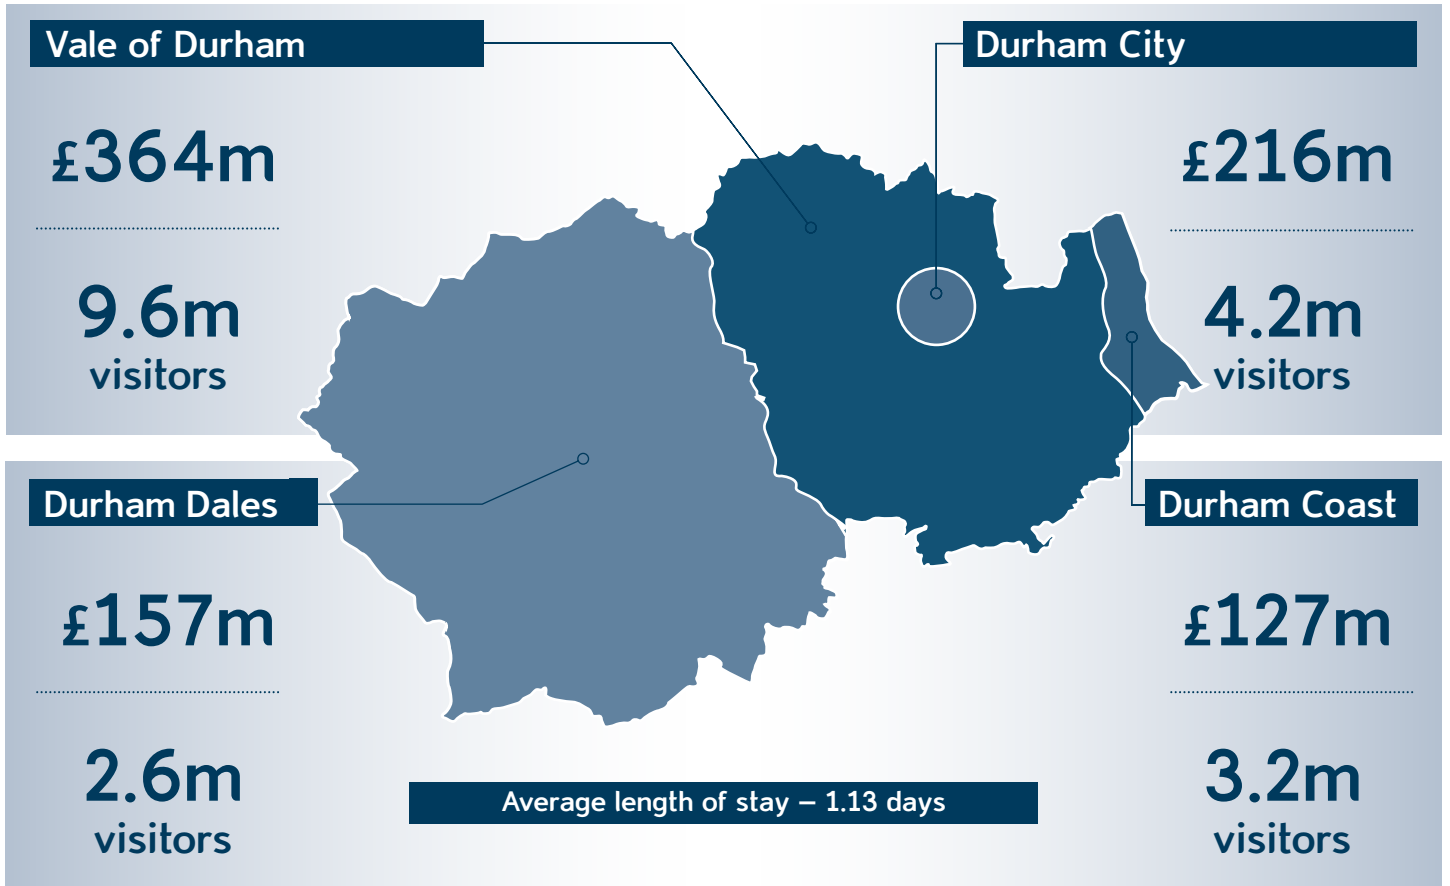 Vale of Durham
£364m
9.6m
visitors
Durham City
£216m
4.2m
visitors
Durham Dales
£157m
2.6m
visitors
Durham Coast
£127m
3.2m
visitors
Average length of stay – 1.13 days